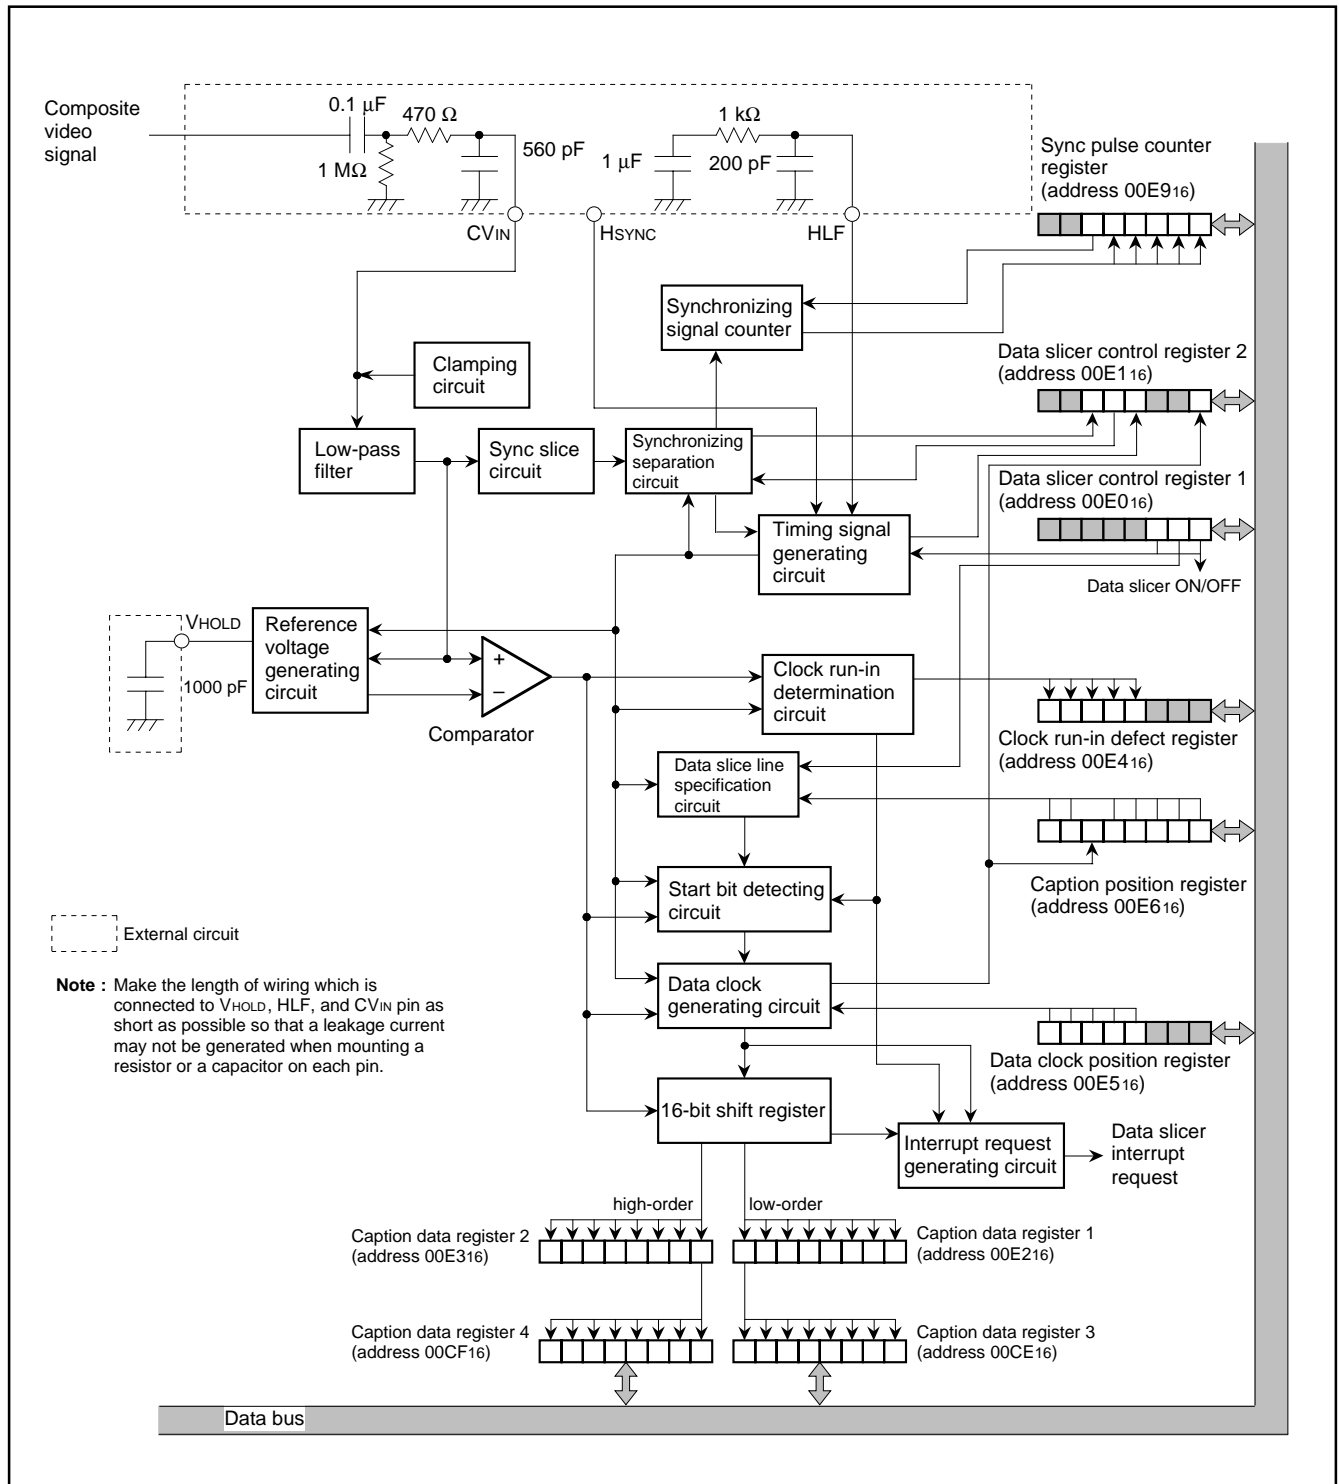 Composite
video
signal
0.1 µF
470 Ω
1 MΩ
560 pF
1 µF
1 kΩ
200 pF
CVIN
HSYNC
HLF
Sync pulse counter
register
(address 00E916)
Synchronizing
signal counter
Clamping
circuit
Data slicer control register 2
(address 00E116)
Low-pass
filter
Sync slice
circuit
Synchronizing
separation
circuit
Data slicer control register 1
(address 00E016)
Timing signal
generating
circuit
Data slicer ON/OFF
VHOLD
1000 pF
Reference
voltage
generating
circuit
+
–
Comparator
Clock run-in
determination
circuit
Clock run-in defect register
(address 00E416)
Data slice line
specification
circuit
Start bit detecting
circuit
Caption position register
(address 00E616)
External circuit
Note : Make the length of wiring which is
connected to VHOLD, HLF, and CVIN pin as
short as possible so that a leakage current
may not be generated when mounting a
resistor or a capacitor on each pin.
Data clock
generating circuit
Data clock position register
(address 00E516)
16-bit shift register
Interrupt request
generating circuit
Data slicer
interrupt
request
high-order
low-order
Caption data register 2
(address 00E316)
Caption data register 1
(address 00E216)
Caption data register 4
(address 00CF16)
Caption data register 3
(address 00CE16)
Data bus